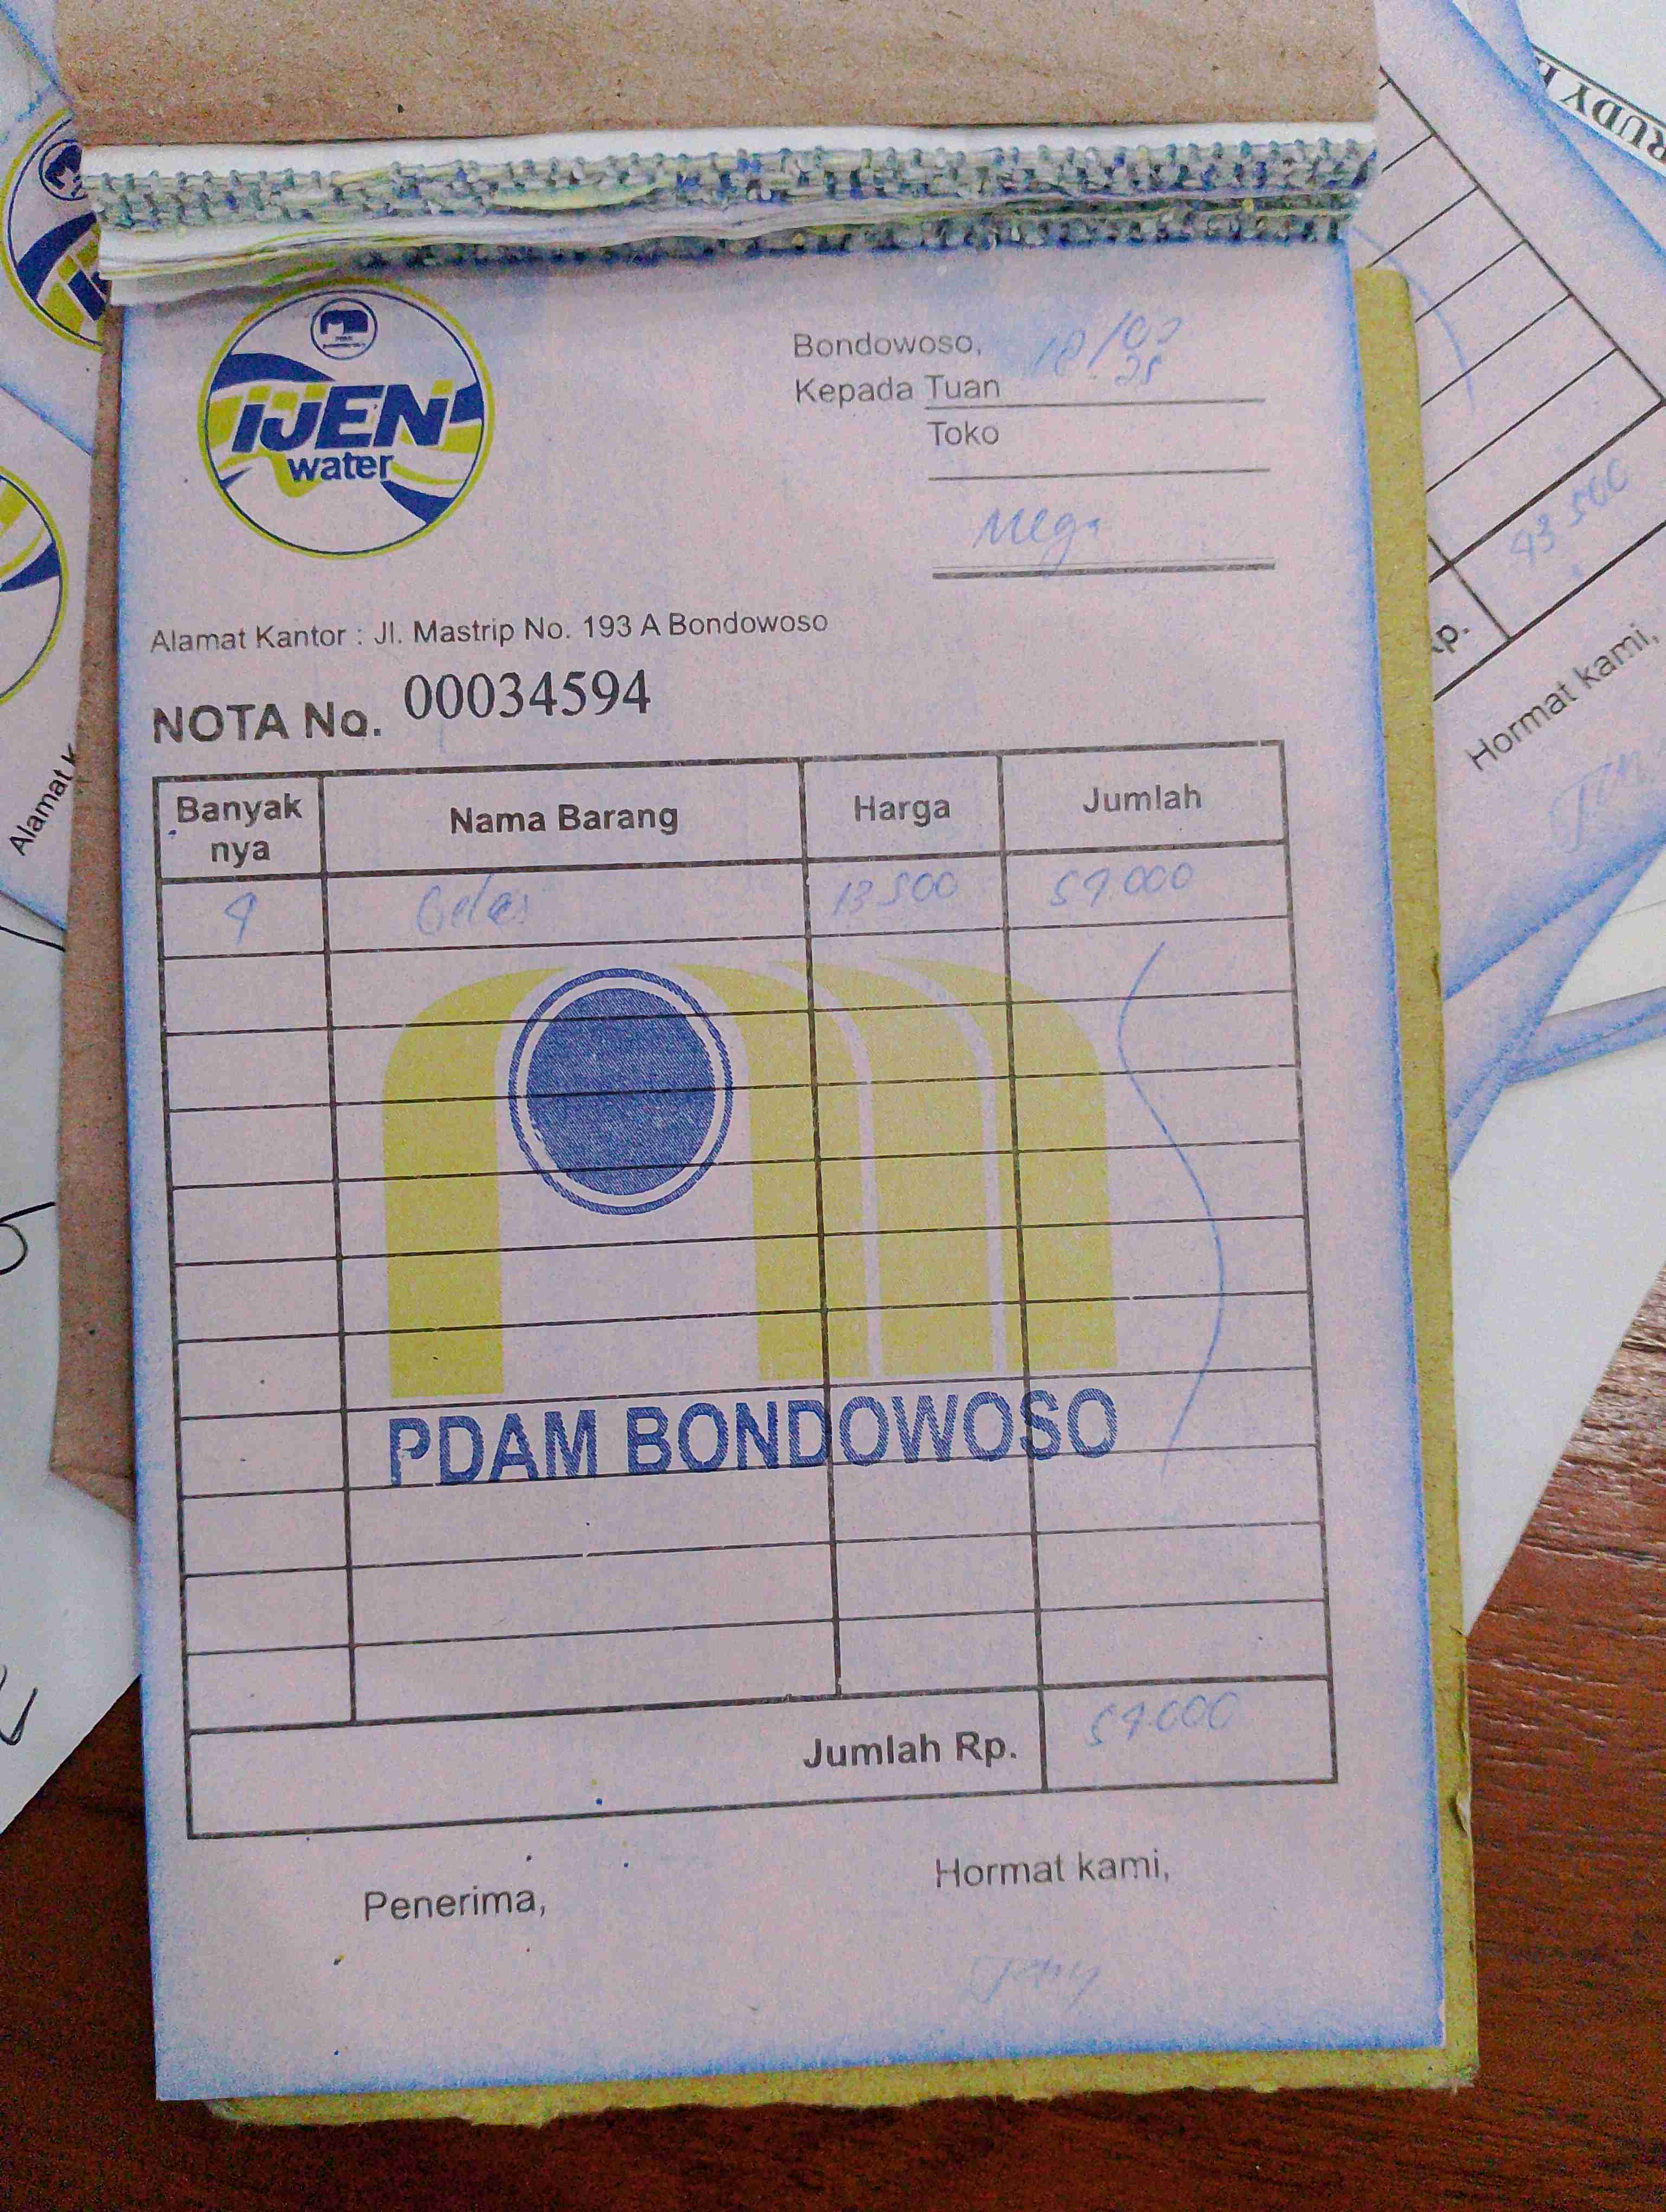 IJEN
water
Bondowoso, 18/02 25
Kepada Tuan
Toko
Mega
Alamat Kantor : Jl. Mastrip No. 193 A Bondowoso
NOTA No. 00034594
Banyak nya Nama Barang Harga Jumlah
4 Gelas 13.500 54.000
PDAM BONDOWOSO
Jumlah Rp. 54.000
Penerima, Hormat kami,
RUDY
43.500
Rp.
Hormat kami,
Alamat K